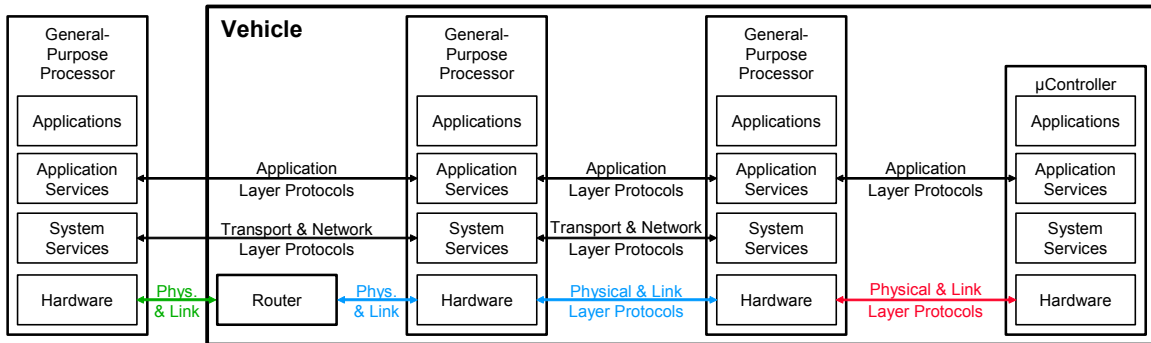 Vehicle
General-
Purpose
Processor
Applications
Application
Services
System
Services
Hardware
Application
Layer Protocols
Transport & Network
Layer Protocols
Phys.
& Link
Router
Phys.
& Link
General-
Purpose
Processor
Applications
Application
Services
System
Services
Hardware
Application
Layer Protocols
Transport & Network
Layer Protocols
Physical & Link
Layer Protocols
General-
Purpose
Processor
Applications
Application
Services
System
Services
Hardware
Application
Layer Protocols
Physical & Link
Layer Protocols
µController
Applications
Application
Services
System
Services
Hardware